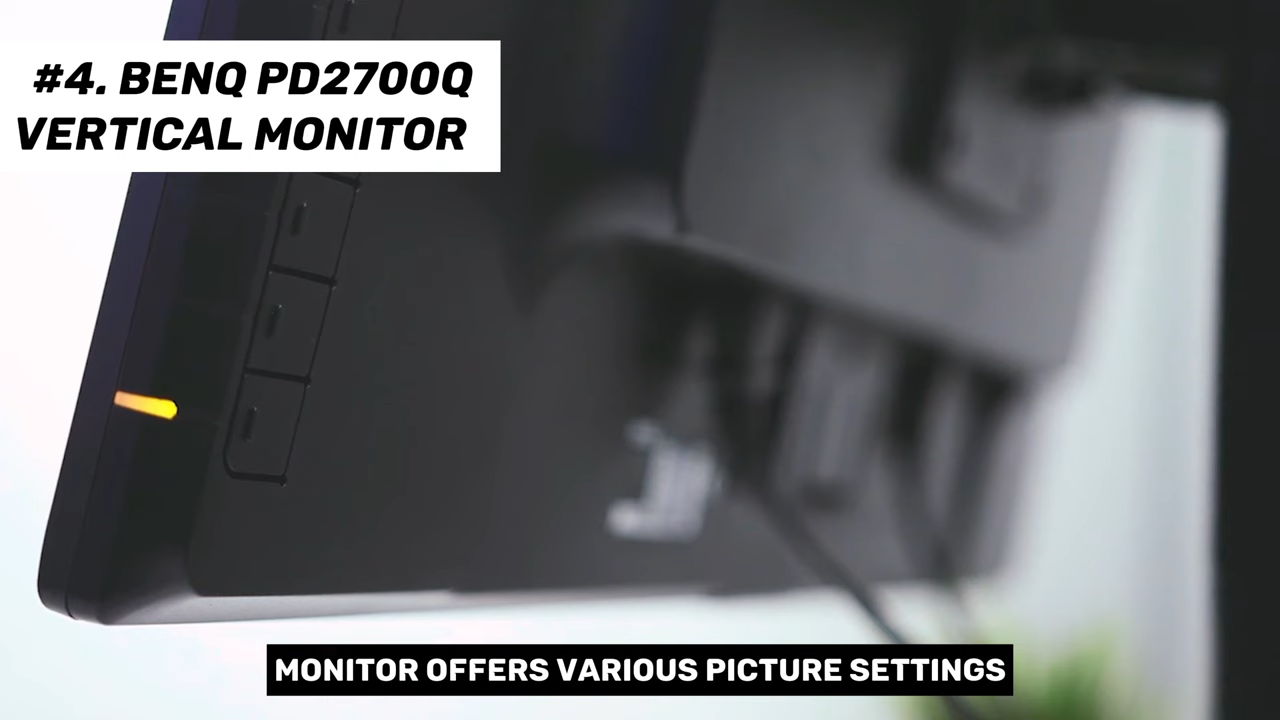 #4. BENQ PD2700Q
VERTICAL MONITOR
MONITOR OFFERS VARIOUS PICTURE SETTINGS